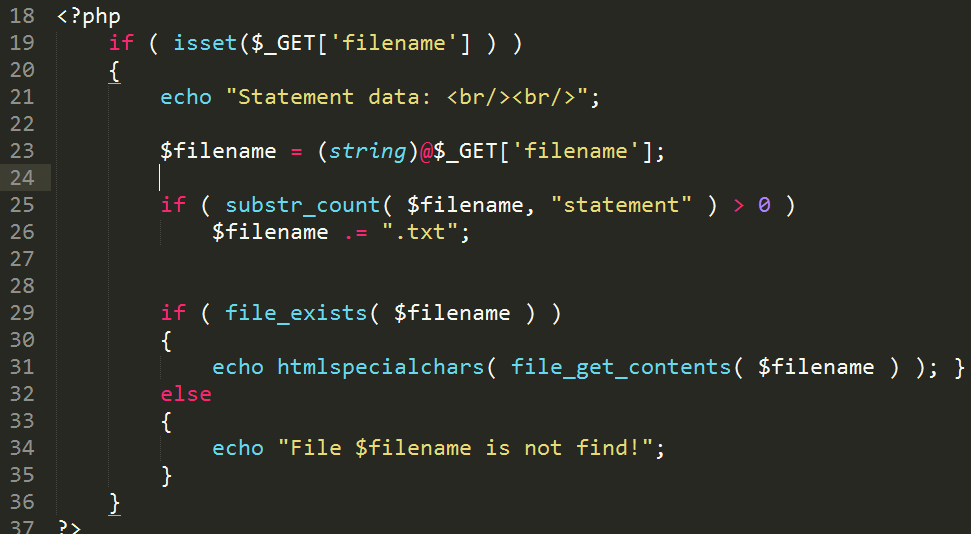 18 <?php
19 if ( isset($_GET['filename'] ) )
20 {
21 echo "Statement data: <br/><br/>";
22
23 $filename = (string)@$_GET['filename'];
24
25 if ( substr_count( $filename, "statement" ) > 0 )
26 $filename .= ".txt";
27
28
29 if ( file_exists( $filename ) )
30 {
31 echo htmlspecialchars( file_get_contents( $filename ) ); }
32 else
33 {
34 echo "File $filename is not find!";
35 }
36 }
37 ?>